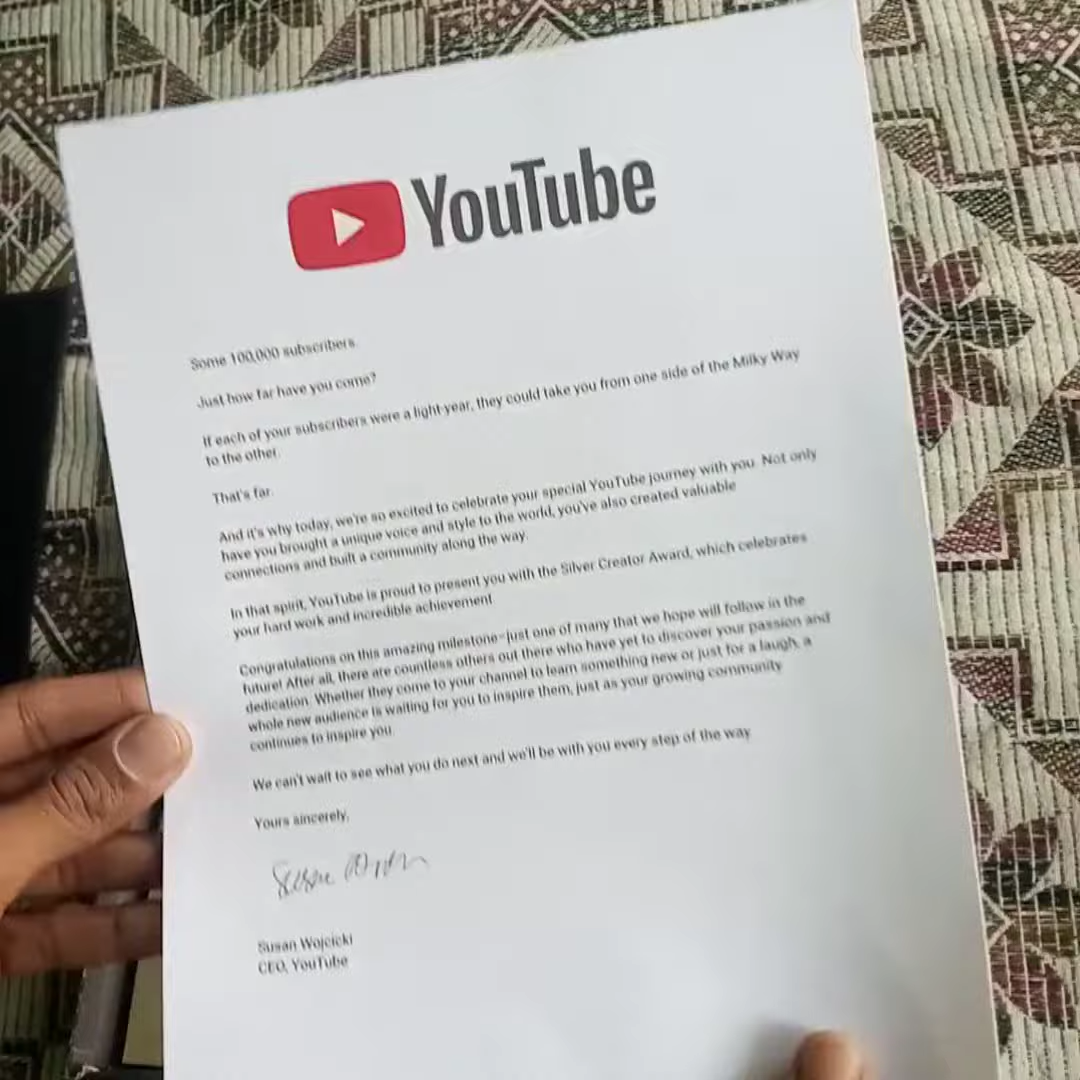 YouTube
Some 100,000 subscribers.
Just how far have you come?
If each of your subscribers were a light-year, they could take you from one side of the Milky Way
to the other.
That's far.
And it's why today, we're so excited to celebrate your special YouTube journey with you. Not only
have you brought a unique voice and style to the world, you've also created valuable
connections and built a community along the way.
In that spirit, YouTube is proud to present you with the Silver Creator Award, which celebrates
your hard work and incredible achievement.
Congratulations on this amazing milestone–just one of many that we hope will follow in the
future! After all, there are countless others out there who have yet to discover your passion and
dedication. Whether they come to your channel to learn something new or just for a laugh, a
whole new audience is waiting for you to inspire them, just as your growing community
continues to inspire you.
We can't wait to see what you do next and we'll be with you every step of the way.
Yours sincerely,
Susan Wojcicki
CEO, YouTube